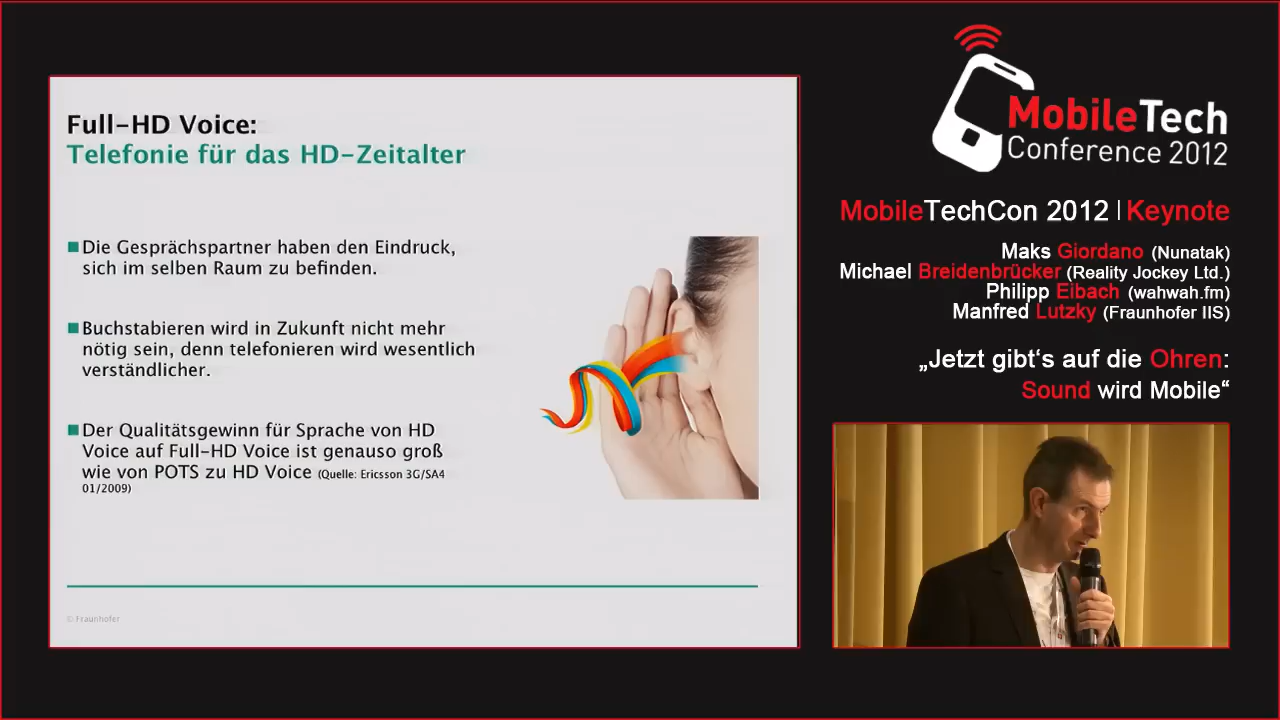 Full-HD Voice:
Telefonie für das HD-Zeitalter
Die Gesprächspartner haben den Eindruck,
sich im selben Raum zu befinden.
Buchstabieren wird in Zukunft nicht mehr
nötig sein, denn telefonieren wird wesentlich
verständlicher.
Der Qualitätsgewinn für Sprache von HD
Voice auf Full-HD Voice ist genauso groß
wie von POTS zu HD Voice (Quelle: Ericsson 3G/SA4
01/2009)
© Fraunhofer
MobileTech
Conference 2012
MobileTechCon 2012 | Keynote
Maks Giordano (Nunatak)
Michael Breidenbrücker (Reality Jockey Ltd.)
Philipp Eibach (wahwah.fm)
Manfred Lutzky (Fraunhofer IIS)
„Jetzt gibt‘s auf die Ohren:
Sound wird Mobile“